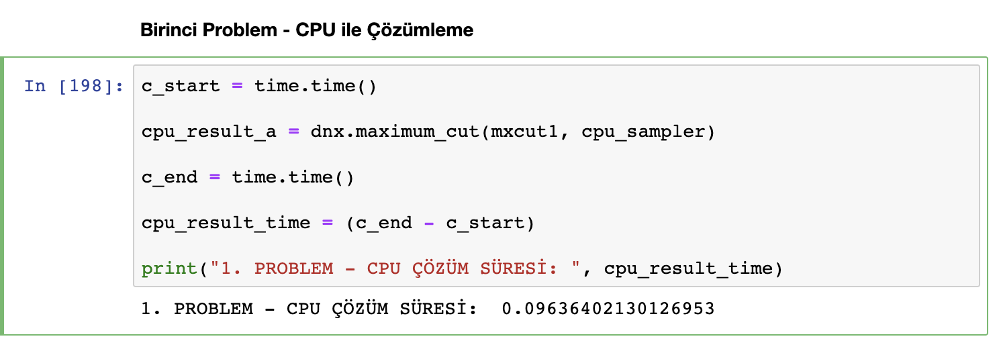 Birinci Problem - CPU ile Çözümleme
In [198]: c_start = time.time()
cpu_result_a = dnx.maximum_cut(mxcut1, cpu_sampler)
c_end = time.time()
cpu_result_time = (c_end - c_start)
print("1. PROBLEM - CPU ÇÖZÜM SÜRESİ: ", cpu_result_time)
1. PROBLEM - CPU ÇÖZÜM SÜRESİ:  0.09636402130126953